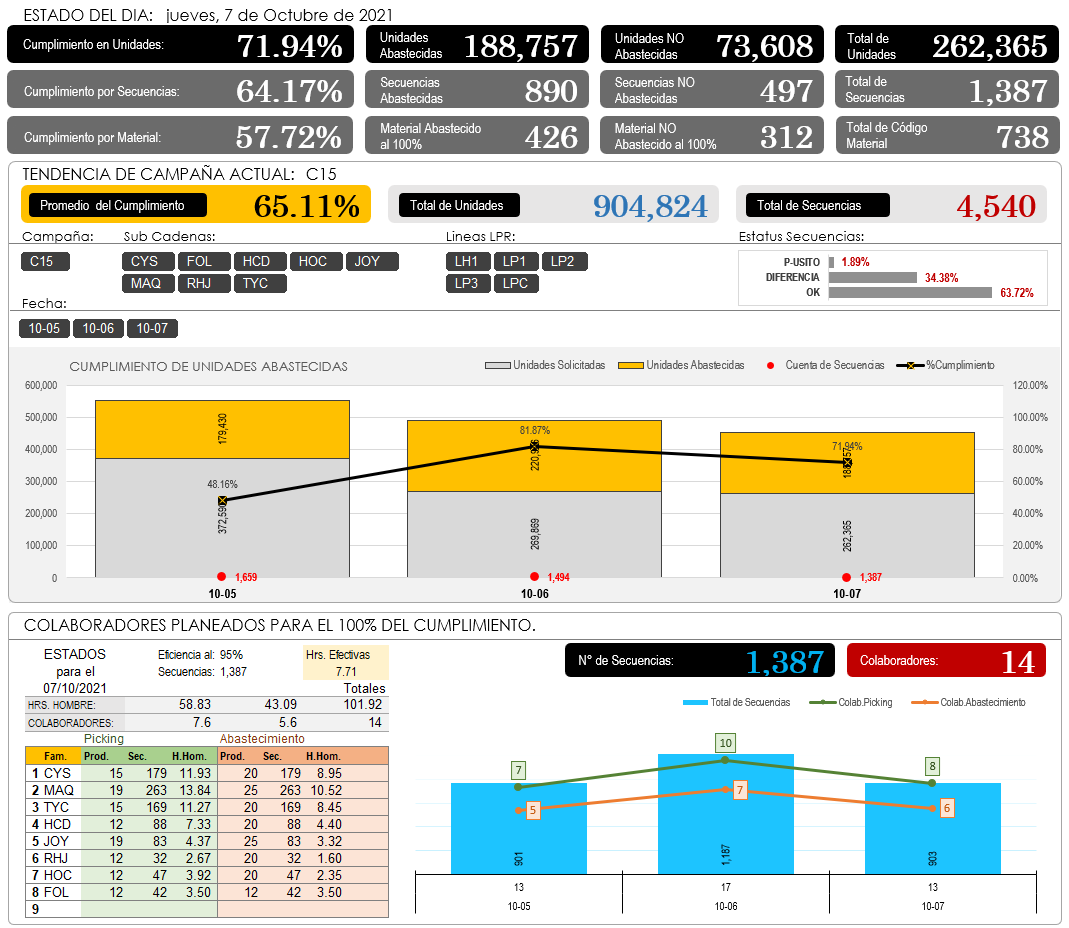 ESTADO DEL DIA: jueves, 7 de Octubre de 2021
Cumplimiento en Unidades: 71.94%
Unidades Abastecidas 188,757
Unidades NO Abastecidas 73,608
Total de Unidades 262,365
Cumplimiento por Secuencias: 64.17%
Secuencias Abastecidas 890
Secuencias NO Abastecidas 497
Total de Secuencias 1,387
Cumplimiento por Material: 57.72%
Material Abastecido al 100% 426
Material NO Abastecido al 100% 312
Total de Código Material 738
TENDENCIA DE CAMPAÑA ACTUAL: C15
Promedio del Cumplimiento 65.11%
Total de Unidades 904,824
Total de Secuencias 4,540
Campaña: Sub Cadenas: Lineas LPR: Estatus Secuencias:
C15
CYS FOL HCD HOC JOY
MAQ RHJ TYC
LH1 LP1 LP2
LP3 LPC
P-USITO 1.89%
DIFERENCIA 34.38%
OK 63.72%
Fecha:
10-05 10-06 10-07
CUMPLIMIENTO DE UNIDADES ABASTECIDAS
Unidades Solicitadas Unidades Abastecidas Cuenta de Secuencias %Cumplimiento
600,000 120.00%
500,000 100.00%
400,000 80.00%
300,000 60.00%
200,000 40.00%
100,000 20.00%
0 0.00%
179,430
48.16%
81.87%
71.94%
269,869
262,365
1,659 1,494 1,387
10-05 10-06 10-07
COLABORADORES PLANEADOS PARA EL 100% DEL CUMPLIMIENTO.
ESTADOS
para el
07/10/2021
Eficiencia al: 95%
Secuencias: 1,387
Hrs. Efectivas
7.71
Totales
HRS. HOMBRE: 58.83 43.09 101.92
COLABORADORES: 7.6 5.6 14
Picking Abastecimiento
Fam. Prod. Sec. H.Hom. Prod. Sec. H.Hom.
1 CYS 15 179 11.93 20 179 8.95
2 MAQ 19 263 13.84 25 263 10.52
3 TYC 15 169 11.27 20 169 8.45
4 HCD 12 88 7.33 20 88 4.40
5 JOY 19 83 4.37 25 83 3.32
6 RHJ 12 32 2.67 20 32 1.60
7 HOC 12 47 3.92 20 47 2.35
8 FOL 12 42 3.50 12 42 3.50
9
N° de Secuencias: 1,387
Colaboradores: 14
Total de Secuencias Colab.Picking Colab.Abastecimiento
7 10 8
5 7 6
901 1,187 903
13 17 13
10-05 10-06 10-07